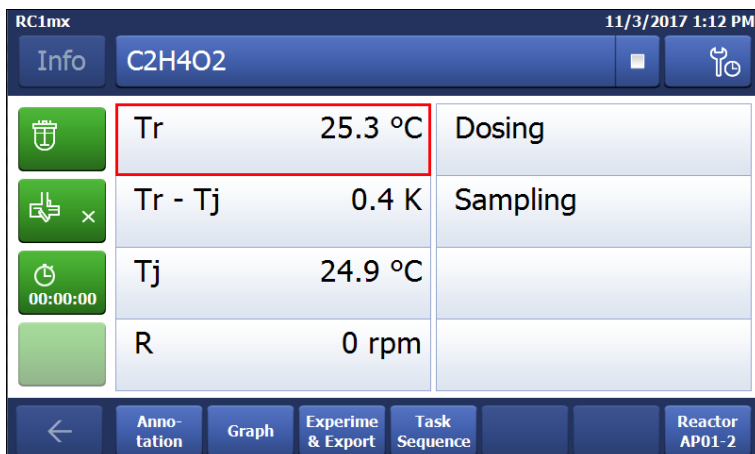 RC1mx 11/3/2017 1:12 PM
Info C2H4O2
Tr 25.3 °C Dosing
Tr - Tj 0.4 K Sampling
×
Tj 24.9 °C
00:00:00
R 0 rpm
Anno-
tation
Graph
Experime
& Export
Task
Sequence
Reactor
AP01-2